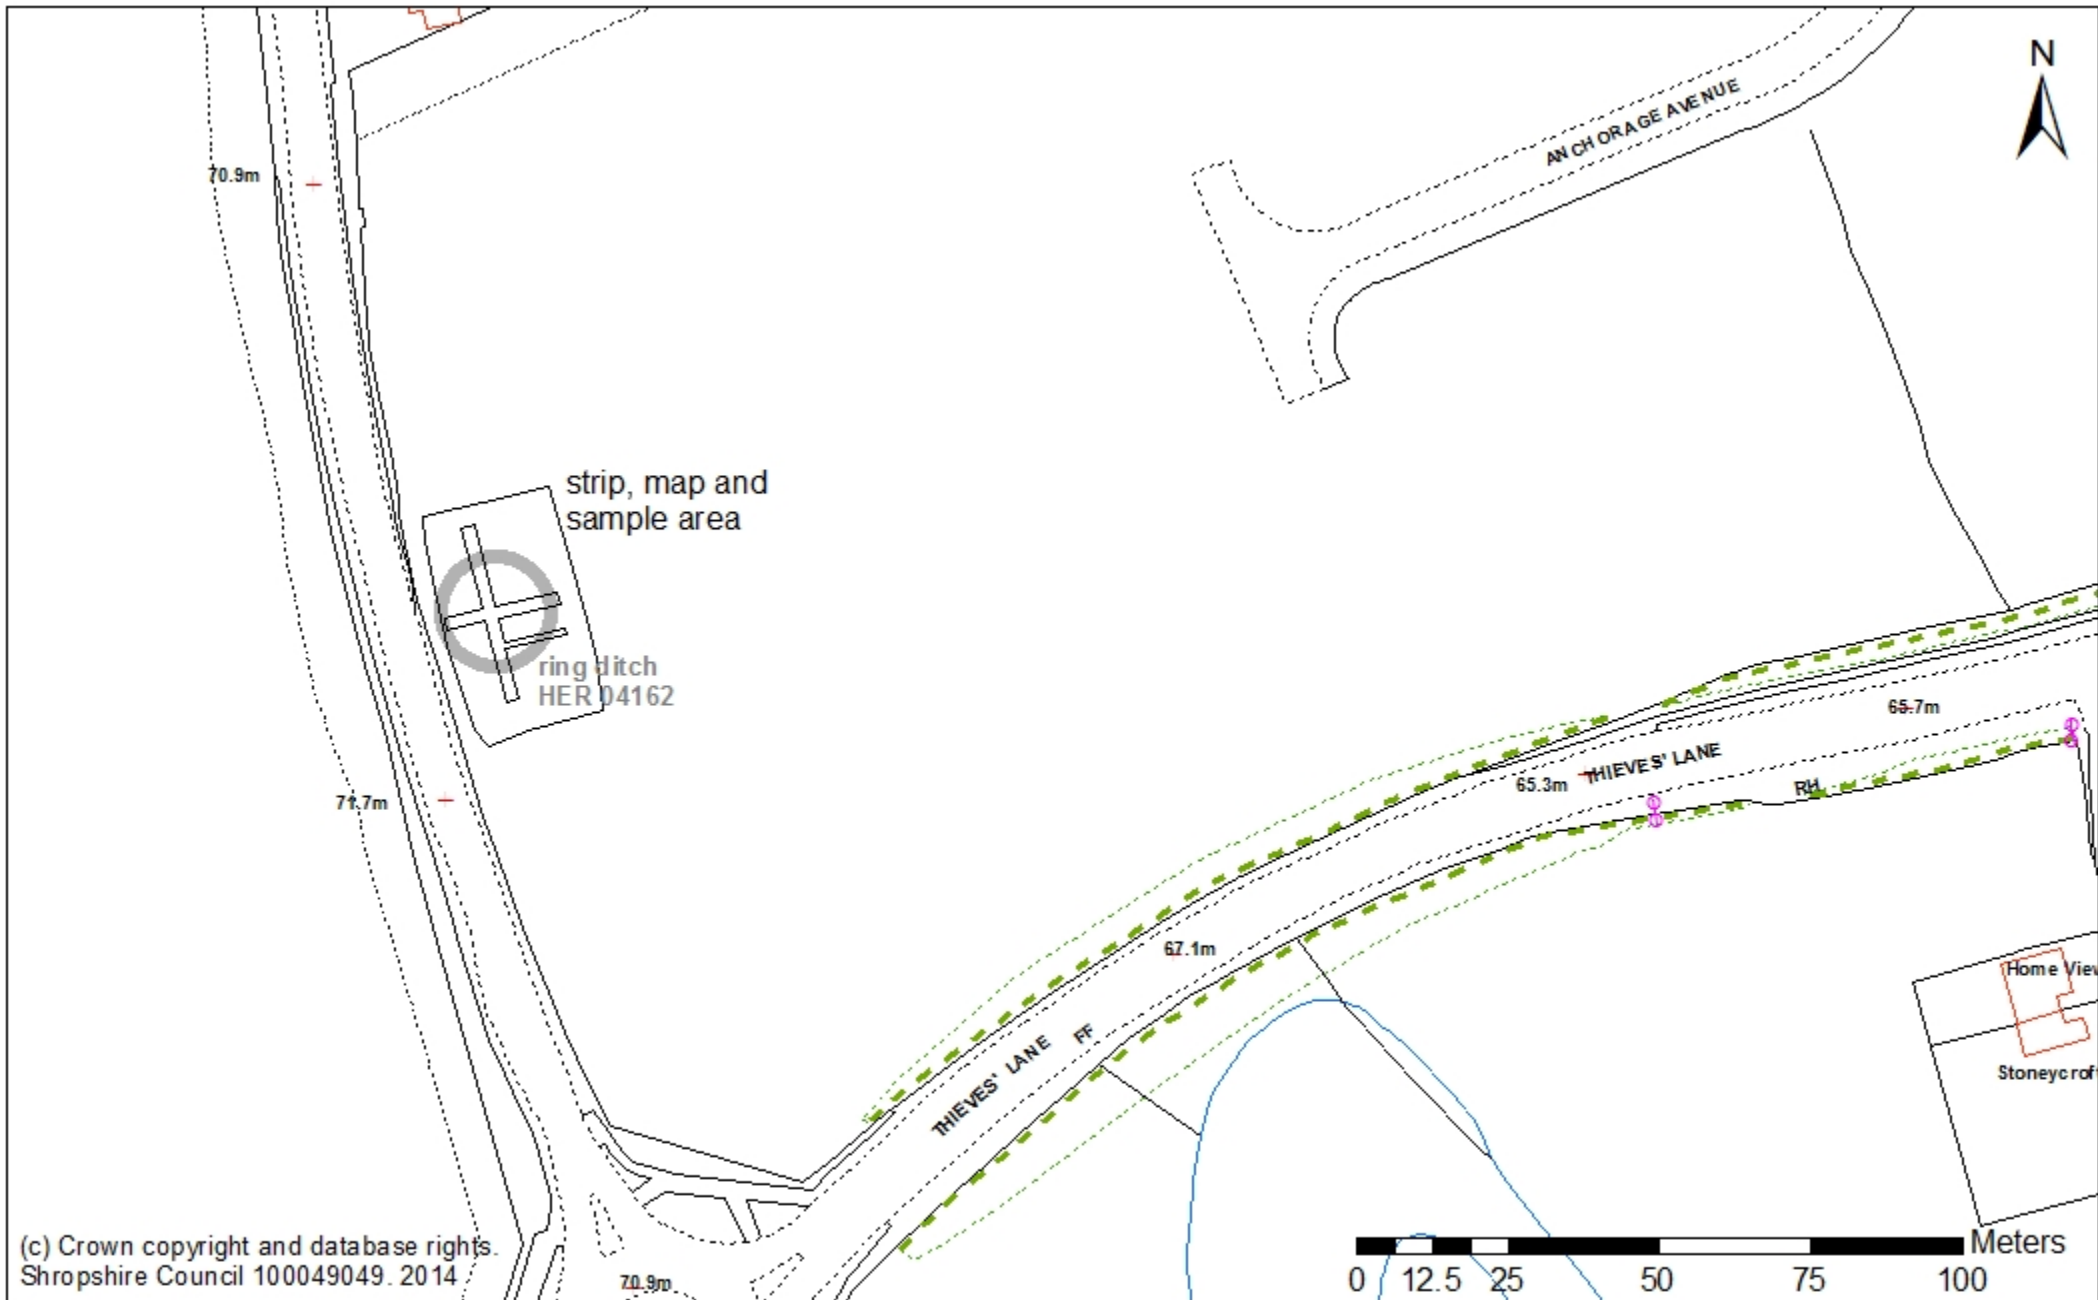 N
ANCHORAGE AVENUE
70.9m
strip, map and
sample area
ring ditch
HER 04162
65.7m
THIEVES' LANE
65.3m
RH
71.7m
67.1m
Home View
THIEVES' LANE
FF
Stoneycroft
(c) Crown copyright and database rights.
Shropshire Council 100049049. 2014
70.9m
Meters
0 12.5 25 50 75 100